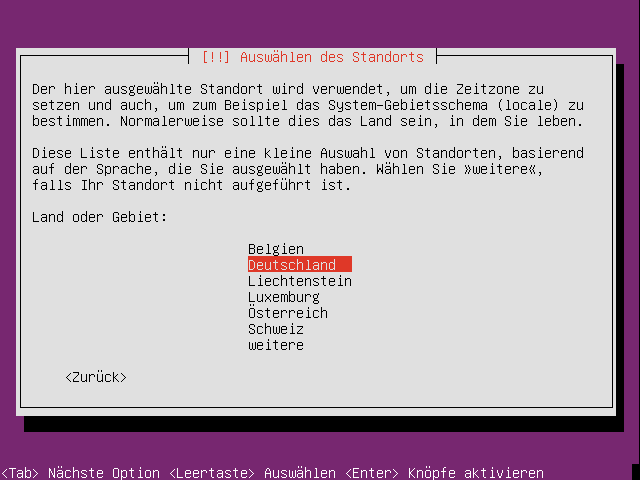 [!!] Auswählen des Standorts
Der hier ausgewählte Standort wird verwendet, um die Zeitzone zu
setzen und auch, um zum Beispiel das System-Gebietsschema (locale) zu
bestimmen. Normalerweise sollte dies das Land sein, in dem Sie leben.
Diese Liste enthält nur eine kleine Auswahl von Standorten, basierend
auf der Sprache, die Sie ausgewählt haben. Wählen Sie »weitere«,
falls Ihr Standort nicht aufgeführt ist.
Land oder Gebiet:
Belgien
Deutschland
Liechtenstein
Luxemburg
Österreich
Schweiz
weitere
<Zurück>
<Tab> Nächste Option <Leertaste> Auswählen <Enter> Knöpfe aktivieren